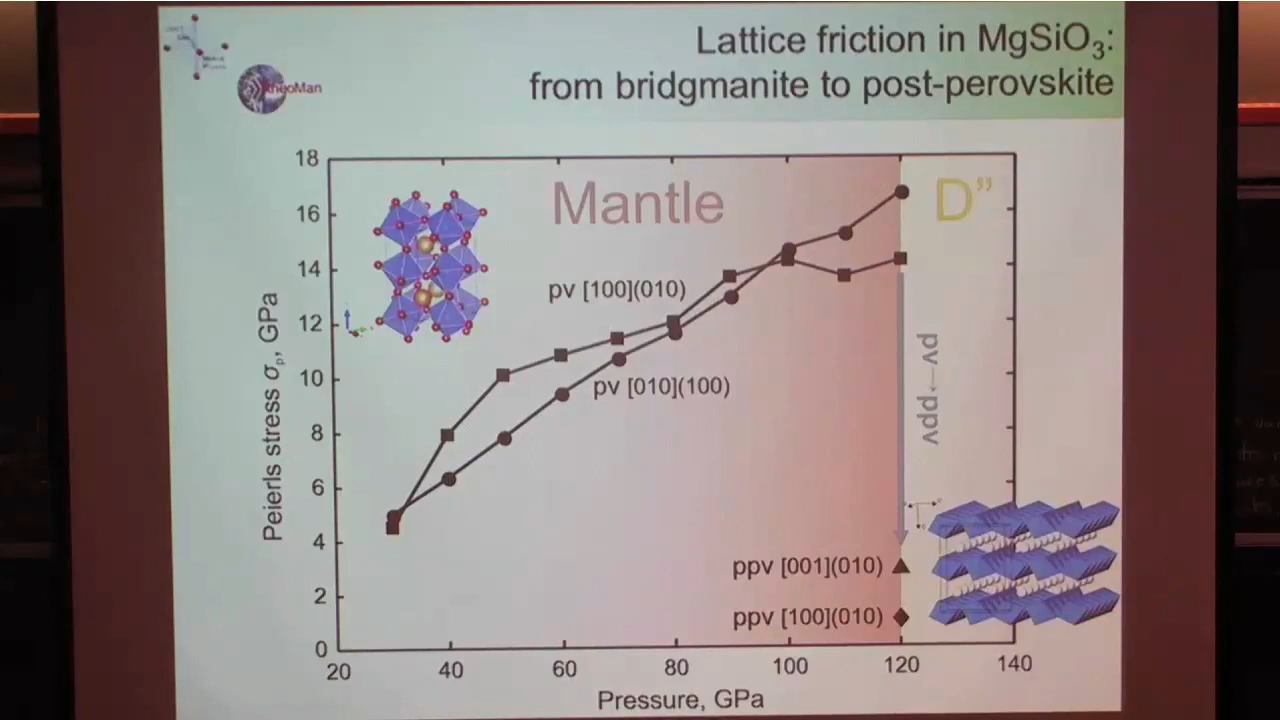 Lattice friction in MgSiO₃:
from bridgmanite to post-perovskite
RheoMan
Mantle
D”
18
16
14
12
10
8
6
4
2
0
Peierls stress σₚ, GPa
pv [100](010)
pv [010](100)
pv→ppv
ppv [001](010)
ppv [100](010)
20 40 60 80 100 120 140
Pressure, GPa